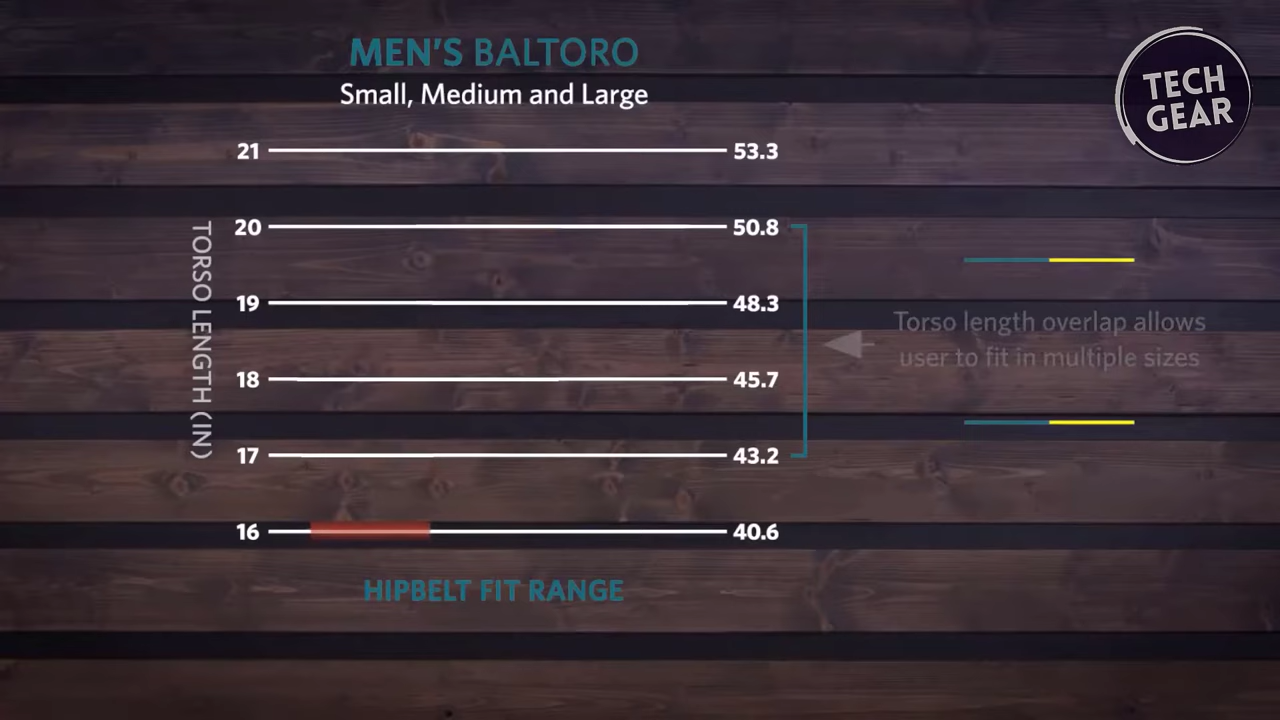 MEN'S BALTORO
Small, Medium and Large
TECH
GEAR
21 53.3
20 50.8
19 48.3
18 45.7
17 43.2
16 40.6
TORSO LENGTH (IN)
Torso length overlap allows
user to fit in multiple sizes
HIPBELT FIT RANGE